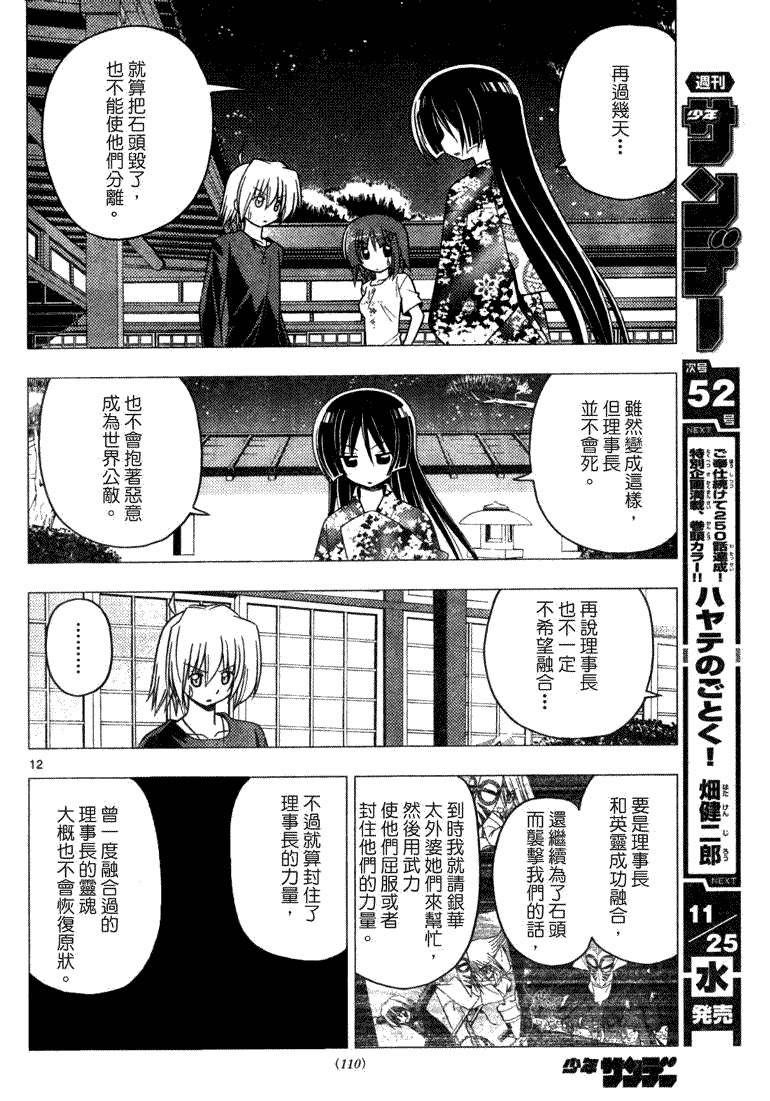 再過幾天…
就算把石頭毀了，
也不能使他們分離。
雖然變成這樣，
但理事長
並不會死。
也不會抱著惡意
成為世界公敵。
再說理事長
也不一定
不希望融合…
………
12
要是理事長
和英靈成功融合，
還繼續為了石頭
而襲擊我們的話，
到時我就請銀華
太外婆她們來幫忙，
然後用武力
使他們屈服或者
封住他們的力量。
不過就算封住了
理事長的力量，
曾一度融合過的
理事長的靈魂
大概也不會恢復原狀。
(110)
週刊
少年
サンデー
次号
52
号
NEXT
ご奉仕続けて250話達成！
特別企画満載、巻頭カラー!!
ハヤテのごとく！
畑健二郎
はた けん じ ろう
NEXT
11/25
水
発売
少年サンデー